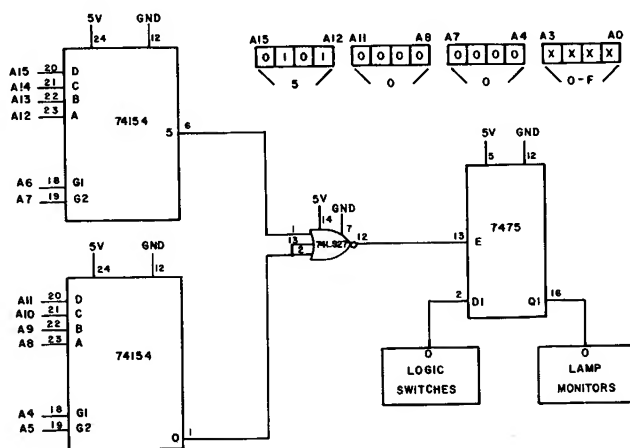 5V GND
24 12
A15 20 D
A14 21 C
A13 22 B
A12 23 A
74154
5 6
A6 18 G1
A7 19 G2
5V GND
24 12
A11 20 D
A10 21 C
A9 22 B
A8 23 A
74154
A4 18 G1
A5 19 G2
0 1
A15 A12 A11 A8 A7 A4 A3 A0
0 1 0 1 0 0 0 0 0 0 0 0 X X X X
5 0 0 0-F
5V GND
14 7
1
13
2
74LS27
12
5V GND
5 12
7475
13 E
2 D1 Q1 16
0
LOGIC
SWITCHES
0
LAMP
MONITORS